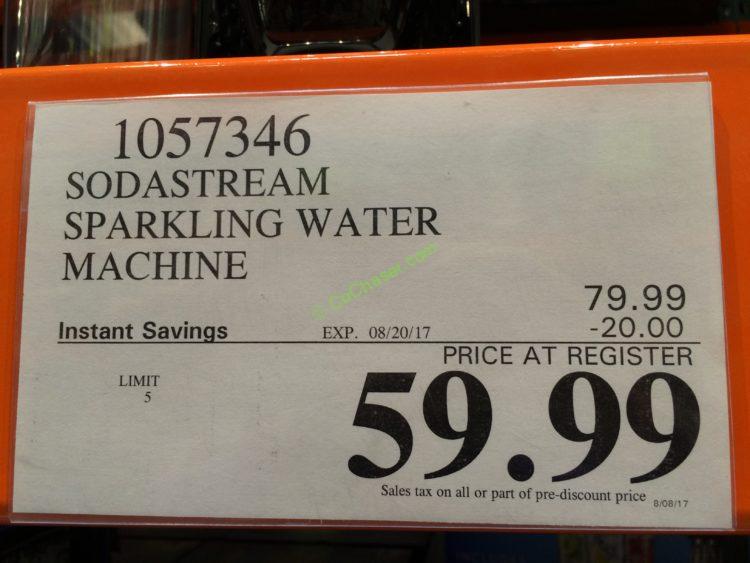 1057346
SODASTREAM
SPARKLING WATER
MACHINE
© CoChaser.com
79.99
Instant Savings EXP. 08/20/17 -20.00
PRICE AT REGISTER
LIMIT
5
59.99
Sales tax on all or part of pre-discount price 8/08/17